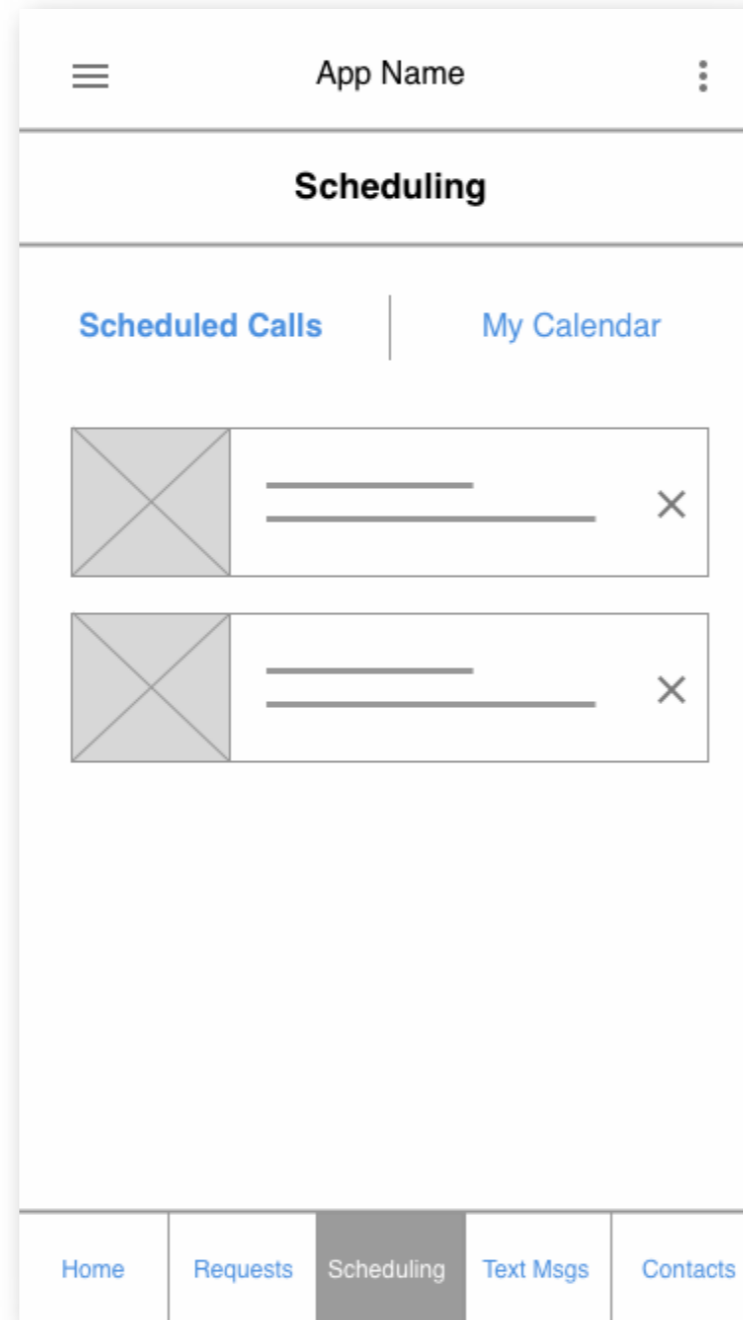 App Name
Scheduling
Scheduled Calls
My Calendar
Home Requests Scheduling Text Msgs Contacts